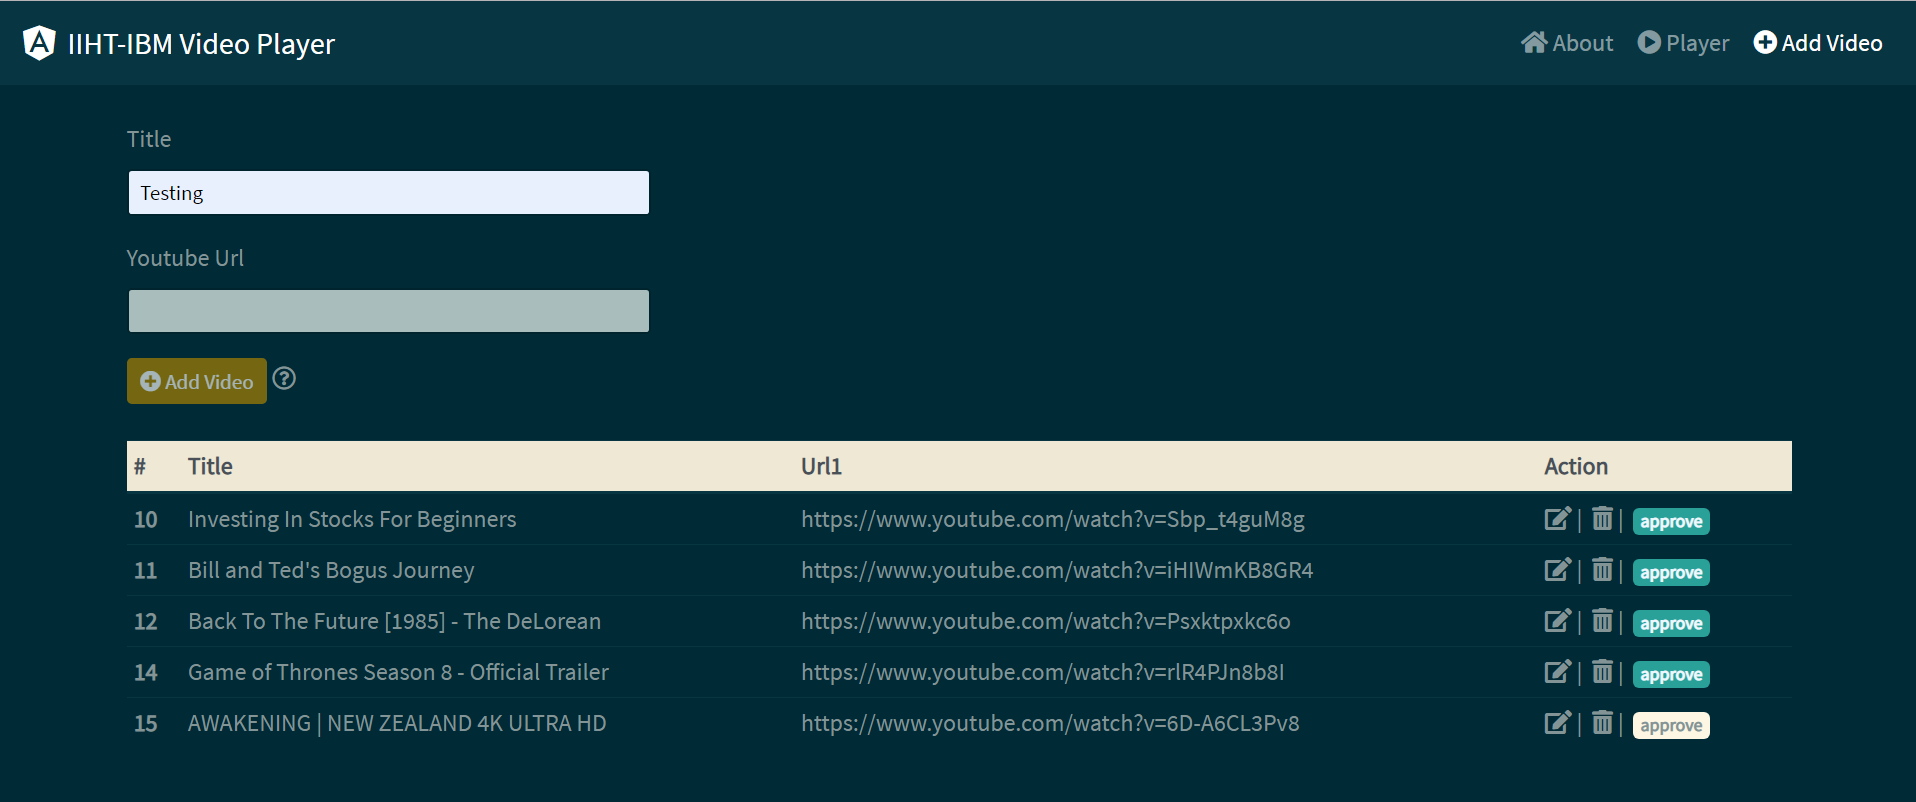 IIHT-IBM Video Player About Player Add Video
Title
Testing
Youtube Url
Add Video
# Title Url1 Action
10 Investing In Stocks For Beginners https://www.youtube.com/watch?v=Sbp_t4guM8g | | approve
11 Bill and Ted's Bogus Journey https://www.youtube.com/watch?v=iHIWmKB8GR4 | | approve
12 Back To The Future [1985] - The DeLorean https://www.youtube.com/watch?v=Psxktpxkc6o | | approve
14 Game of Thrones Season 8 - Official Trailer https://www.youtube.com/watch?v=rlR4PJn8b8I | | approve
15 AWAKENING | NEW ZEALAND 4K ULTRA HD https://www.youtube.com/watch?v=6D-A6CL3Pv8 | | approve